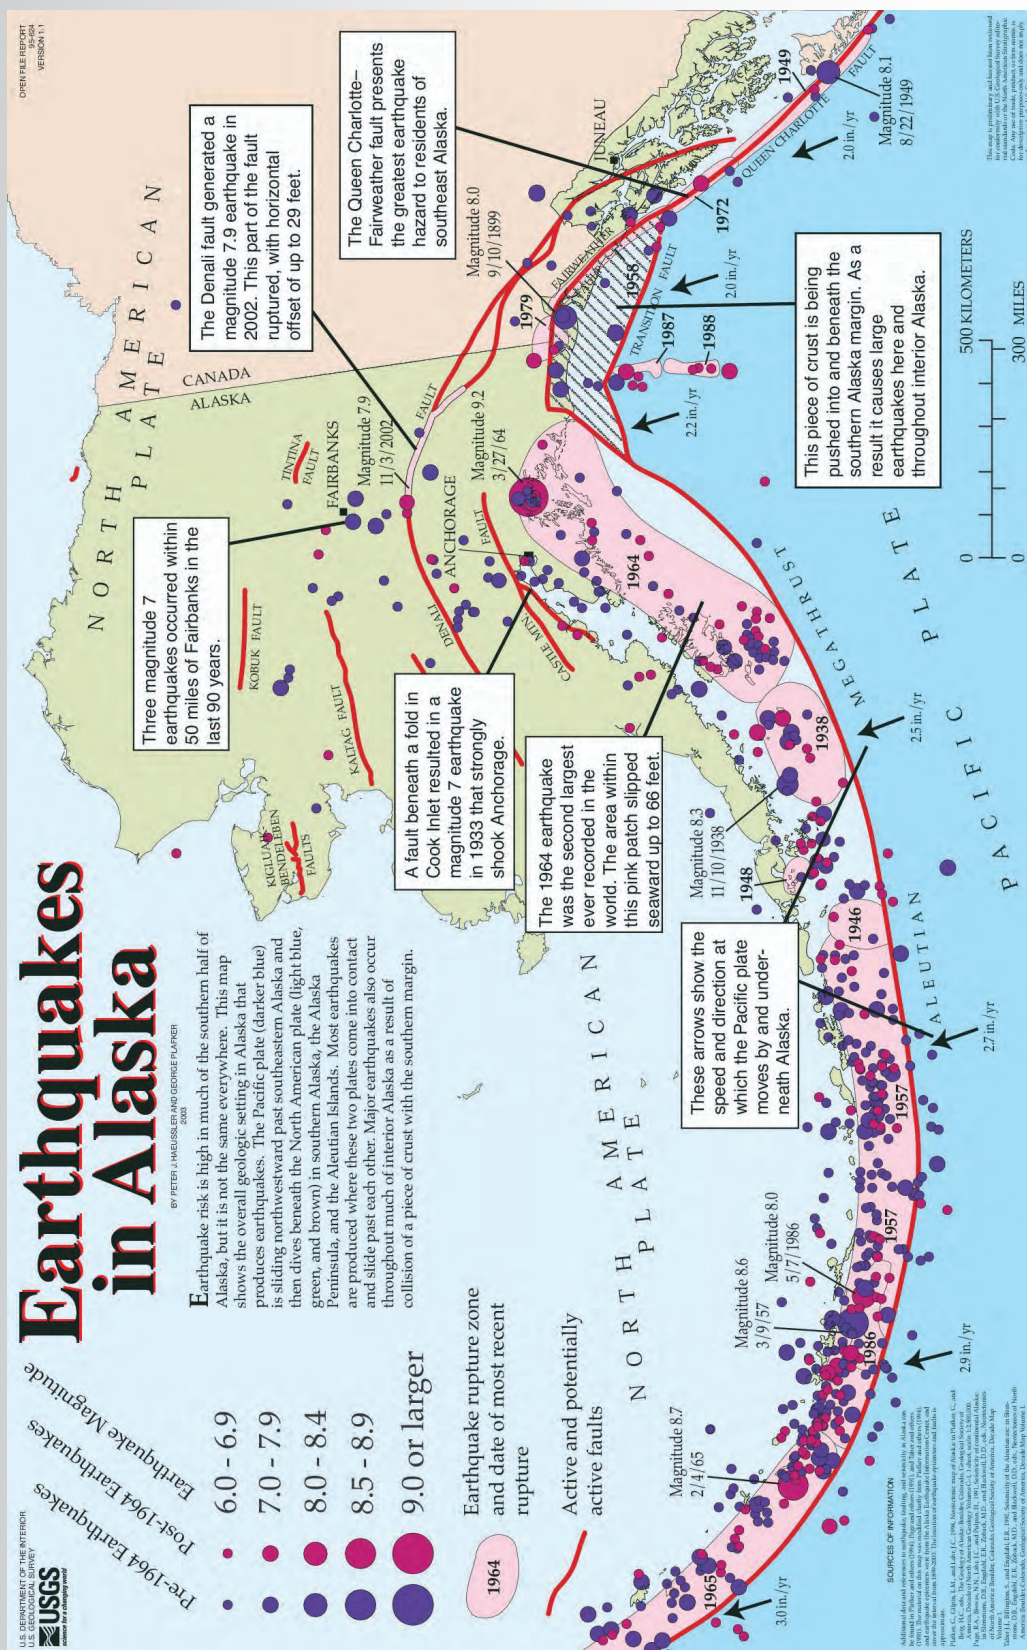 U.S. DEPARTMENT OF THE INTERIOR
U.S. GEOLOGICAL SURVEY
USGS
science for a changing world
OPEN FILE REPORT
95-624
VERSION 1.1
Earthquakes
in Alaska
BY PETER J. HAEUSSLER AND GEORGE PLAFKER
2003
Earthquake risk is high in much of the southern half of
Alaska, but it is not the same everywhere. This map
shows the overall geologic setting in Alaska that
produces earthquakes. The Pacific plate (darker blue)
is sliding northwestward past southeastern Alaska and
then dives beneath the North American plate (light blue,
green, and brown) in southern Alaska, the Alaska
Peninsula, and the Aleutian Islands. Most earthquakes
are produced where these two plates come into contact
and slide past each other. Major earthquakes also occur
throughout much of interior Alaska as a result of
collision of a piece of crust with the southern margin.
Pre-1964 Earthquakes
Post-1964 Earthquakes
Earthquake Magnitude
6.0 - 6.9
7.0 - 7.9
8.0 - 8.4
8.5 - 8.9
9.0 or larger
1964
Earthquake rupture zone
and date of most recent
rupture
Active and potentially
active faults
NORTH AMERICAN
PLATE
NORTH AMERICAN
PLATE
PACIFIC PLATE
CANADA
ALASKA
Three magnitude 7
earthquakes occurred within
50 miles of Fairbanks in the
last 90 years.
The Denali fault generated a
magnitude 7.9 earthquake in
2002. This part of the fault
ruptured, with horizontal
offset of up to 29 feet.
The Queen Charlotte–
Fairweather fault presents
the greatest earthquake
hazard to residents of
southeast Alaska.
A fault beneath a fold in
Cook Inlet resulted in a
magnitude 7 earthquake
in 1933 that strongly
shook Anchorage.
The 1964 earthquake
was the second largest
ever recorded in the
world. The area within
this pink patch slipped
seaward up to 66 feet.
These arrows show the
speed and direction at
which the Pacific plate
moves by and under-
neath Alaska.
This piece of crust is being
pushed into and beneath the
southern Alaska margin. As a
result it causes large
earthquakes here and
throughout interior Alaska.
KIGLUAIK-
BENDELEBEN
FAULTS
KOBUK FAULT
KALTAG FAULT
TINTINA
FAULT
FAIRBANKS
Magnitude 7.9
11/3/2002
DENALI
FAULT
ANCHORAGE
CASTLE MTN
FAULT
Magnitude 9.2
3/27/64
1964
JUNEAU
Magnitude 8.0
9/10/1899
1979
FAIRWEATHER
FAULT
1958
TRANSITION FAULT
1987
1988
1972
QUEEN CHARLOTTE FAULT
1949
Magnitude 8.1
8/22/1949
2.0 in./yr
2.0 in./yr
2.2 in./yr
2.5 in./yr
2.7 in./yr
2.9 in./yr
3.0 in./yr
ALEUTIAN MEGATHRUST
Magnitude 8.3
11/10/1938
1938
1948
1946
1957
1957
Magnitude 8.0
5/7/1986
Magnitude 8.6
3/9/57
1986
Magnitude 8.7
2/4/65
1965
0 500 KILOMETERS
0 300 MILES
SOURCES OF INFORMATION